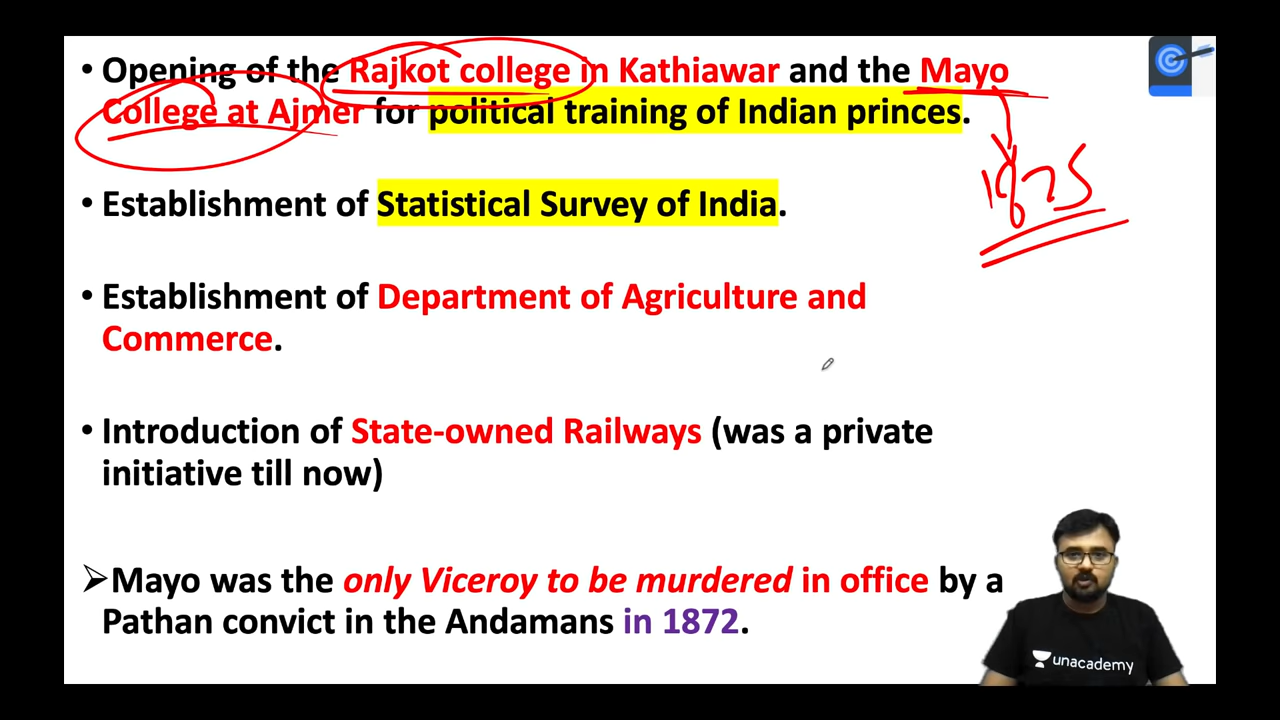 • Opening of the Rajkot college in Kathiawar and the Mayo
College at Ajmer for political training of Indian princes.
1875
• Establishment of Statistical Survey of India.
• Establishment of Department of Agriculture and
Commerce.
• Introduction of State-owned Railways (was a private
initiative till now)
➢Mayo was the only Viceroy to be murdered in office by a
Pathan convict in the Andamans in 1872.
unacademy